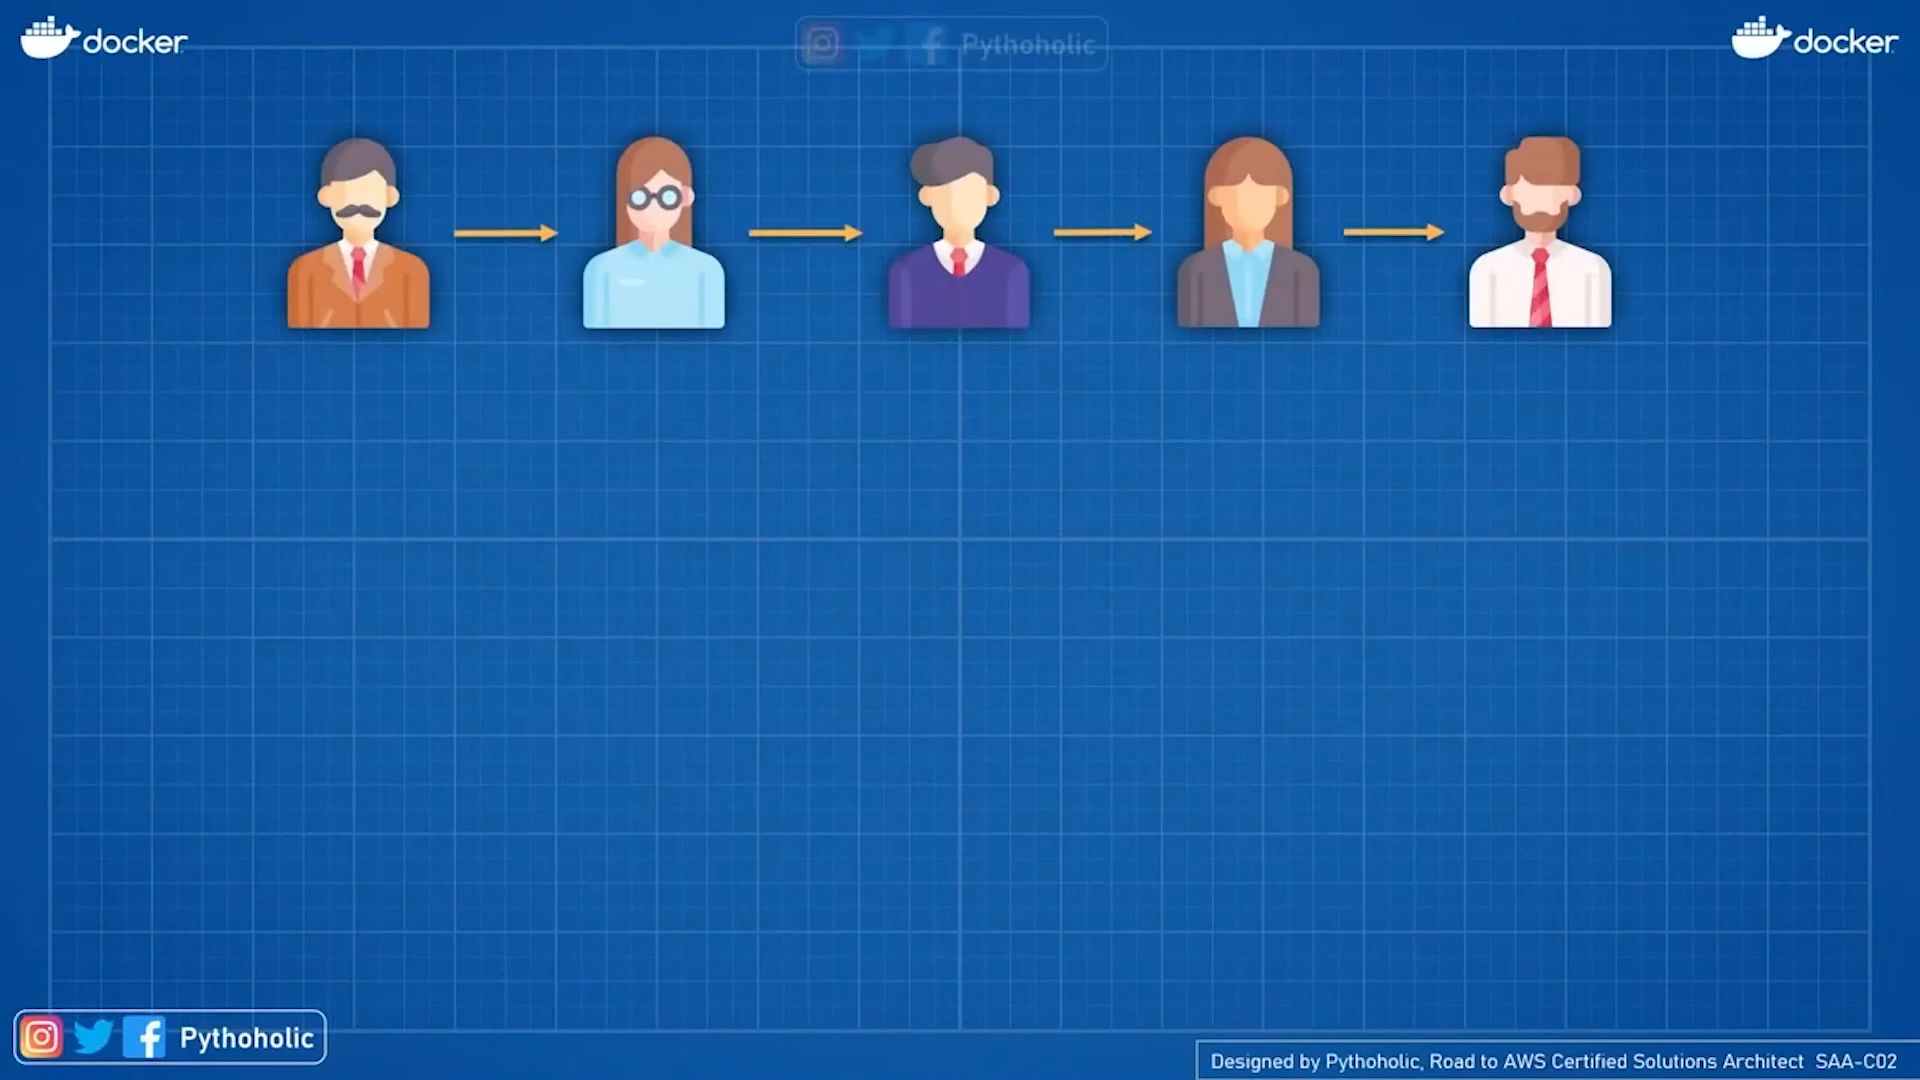 docker
Pythoholic
docker
Pythoholic
Designed by Pythoholic, Road to AWS Certified Solutions Architect SAA-C02